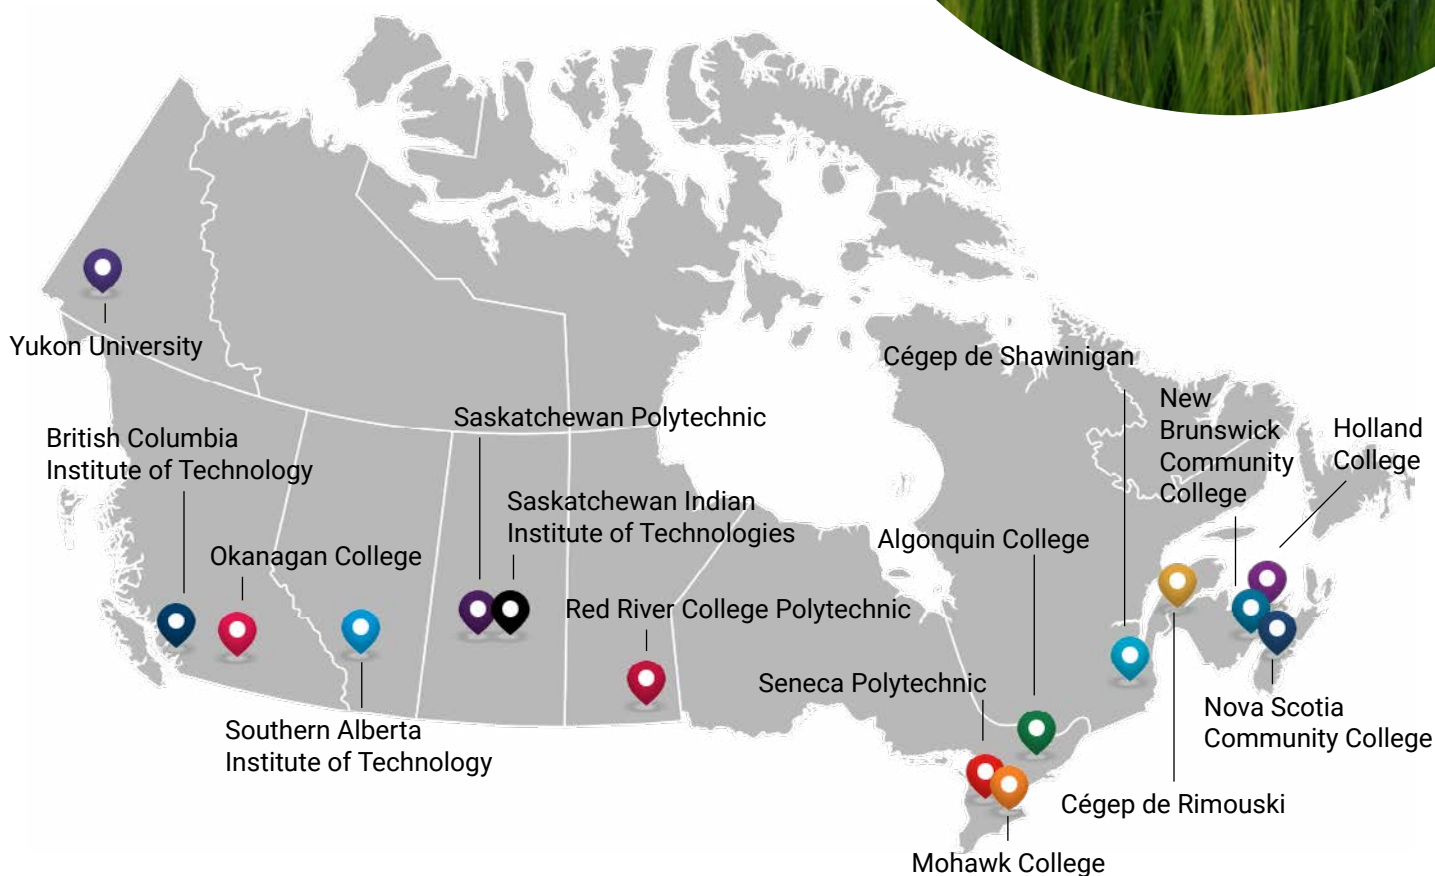 Yukon University
British Columbia
Institute of Technology
Okanagan College
Southern Alberta
Institute of Technology
Saskatchewan Polytechnic
Saskatchewan Indian
Institute of Technologies
Red River College Polytechnic
Seneca Polytechnic
Mohawk College
Algonquin College
Cégep de Shawinigan
Cégep de Rimouski
New
Brunswick
Community
College
Holland
College
Nova Scotia
Community College